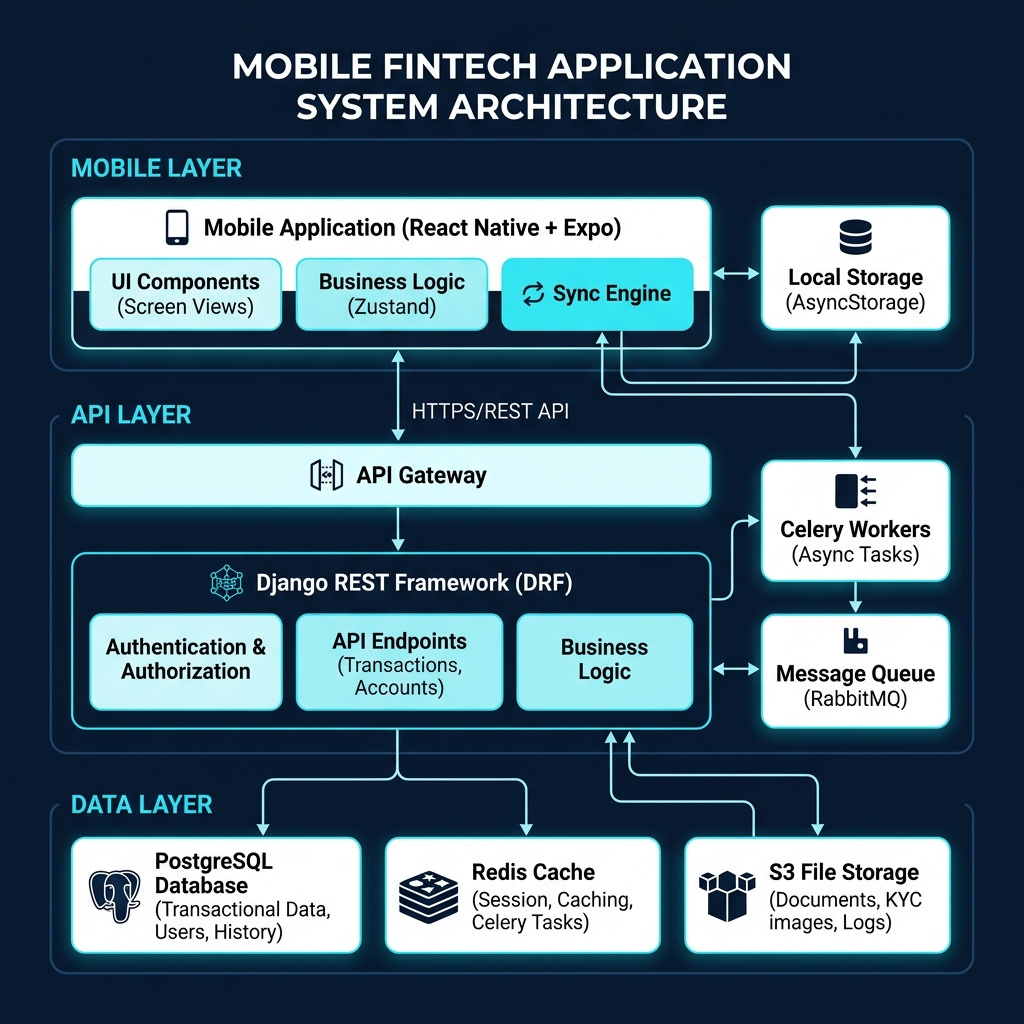 MOBILE FINTECH APPLICATION
SYSTEM ARCHITECTURE
MOBILE LAYER
Mobile Application (React Native + Expo)
UI Components
(Screen Views)
Business Logic
(Zustand)
Sync Engine
Local Storage
(AsyncStorage)
HTTPS/REST API
API LAYER
API Gateway
Django REST Framework (DRF)
Authentication &
Authorization
API Endpoints
(Transactions,
Accounts)
Business
Logic
Celery Workers
(Async Tasks)
Message Queue
(RabbitMQ)
DATA LAYER
PostgreSQL
Database
(Transactional Data,
Users, History)
Redis Cache
(Session, Caching,
Celery Tasks)
S3 File Storage
(Documents, KYC
images, Logs)